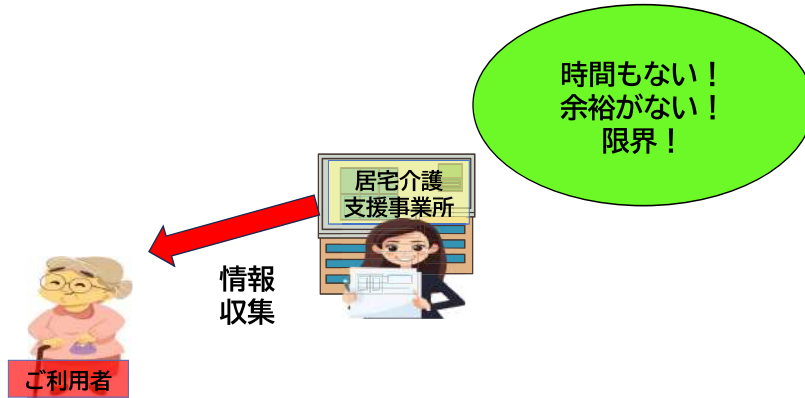 時間もない！
余裕がない！
限界！
居宅介護
支援事業所
情報
収集
ご利用者